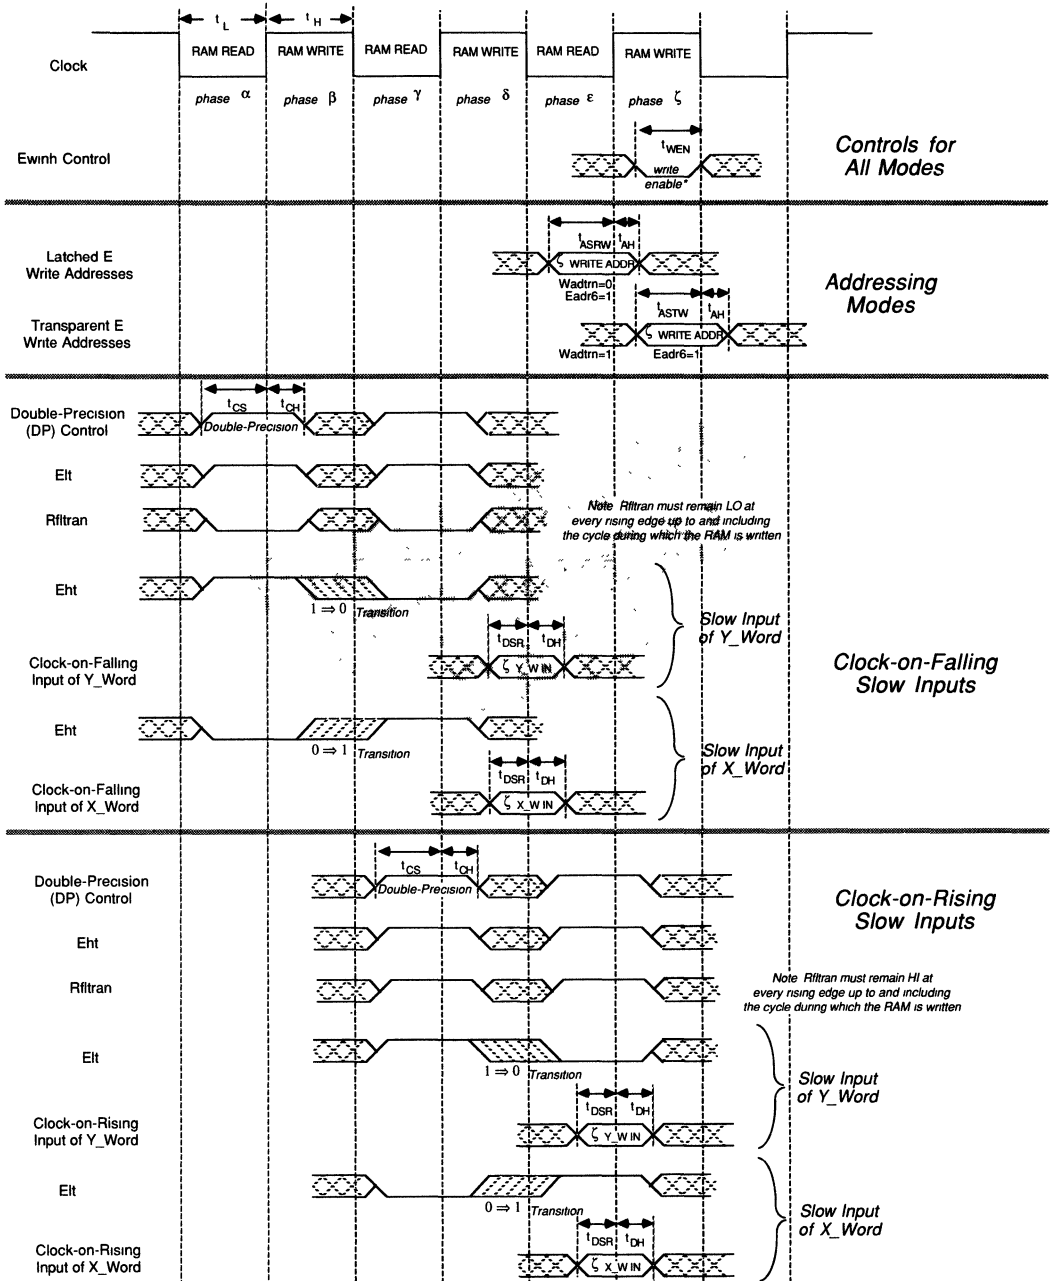 t_L t_H
Clock RAM READ RAM WRITE RAM READ RAM WRITE RAM READ RAM WRITE
phase α phase β phase γ phase δ phase ε phase ζ
t_WEN
Ewinh Control
write
enable*
Controls for
All Modes
t_ASRW t_AH
Latched E
Write Addresses
ζ WRITE ADDR
Wadtrn=0
Eadr6=1
Addressing
Modes
t_ASTW t_AH
Transparent E
Write Addresses
ζ WRITE ADDR
Wadtrn=1 Eadr6=1
t_CS t_CH
Double-Precision
(DP) Control
Double-Precision
Elt
Rfltran
Note Rfltran must remain LO at
every rising edge up to and including
the cycle during which the RAM is written
Eht
1 ⇒ 0 Transition
Slow Input
of Y_Word
t_DSR t_DH
Clock-on-Falling
Input of Y_Word
ζ Y_W IN
Clock-on-Falling
Slow Inputs
Eht
0 ⇒ 1 Transition
Slow Input
of X_Word
t_DSR t_DH
Clock-on-Falling
Input of X_Word
ζ X_W IN
t_CS t_CH
Double-Precision
(DP) Control
Double-Precision
Clock-on-Rising
Slow Inputs
Eht
Rfltran
Note Rfltran must remain HI at
every rising edge up to and including
the cycle during which the RAM is written
Elt
1 ⇒ 0 Transition
Slow Input
of Y_Word
t_DSR t_DH
Clock-on-Rising
Input of Y_Word
ζ Y_W IN
Elt
0 ⇒ 1 Transition
Slow Input
of X_Word
t_DSR t_DH
Clock-on-Rising
Input of X_Word
ζ X_W IN